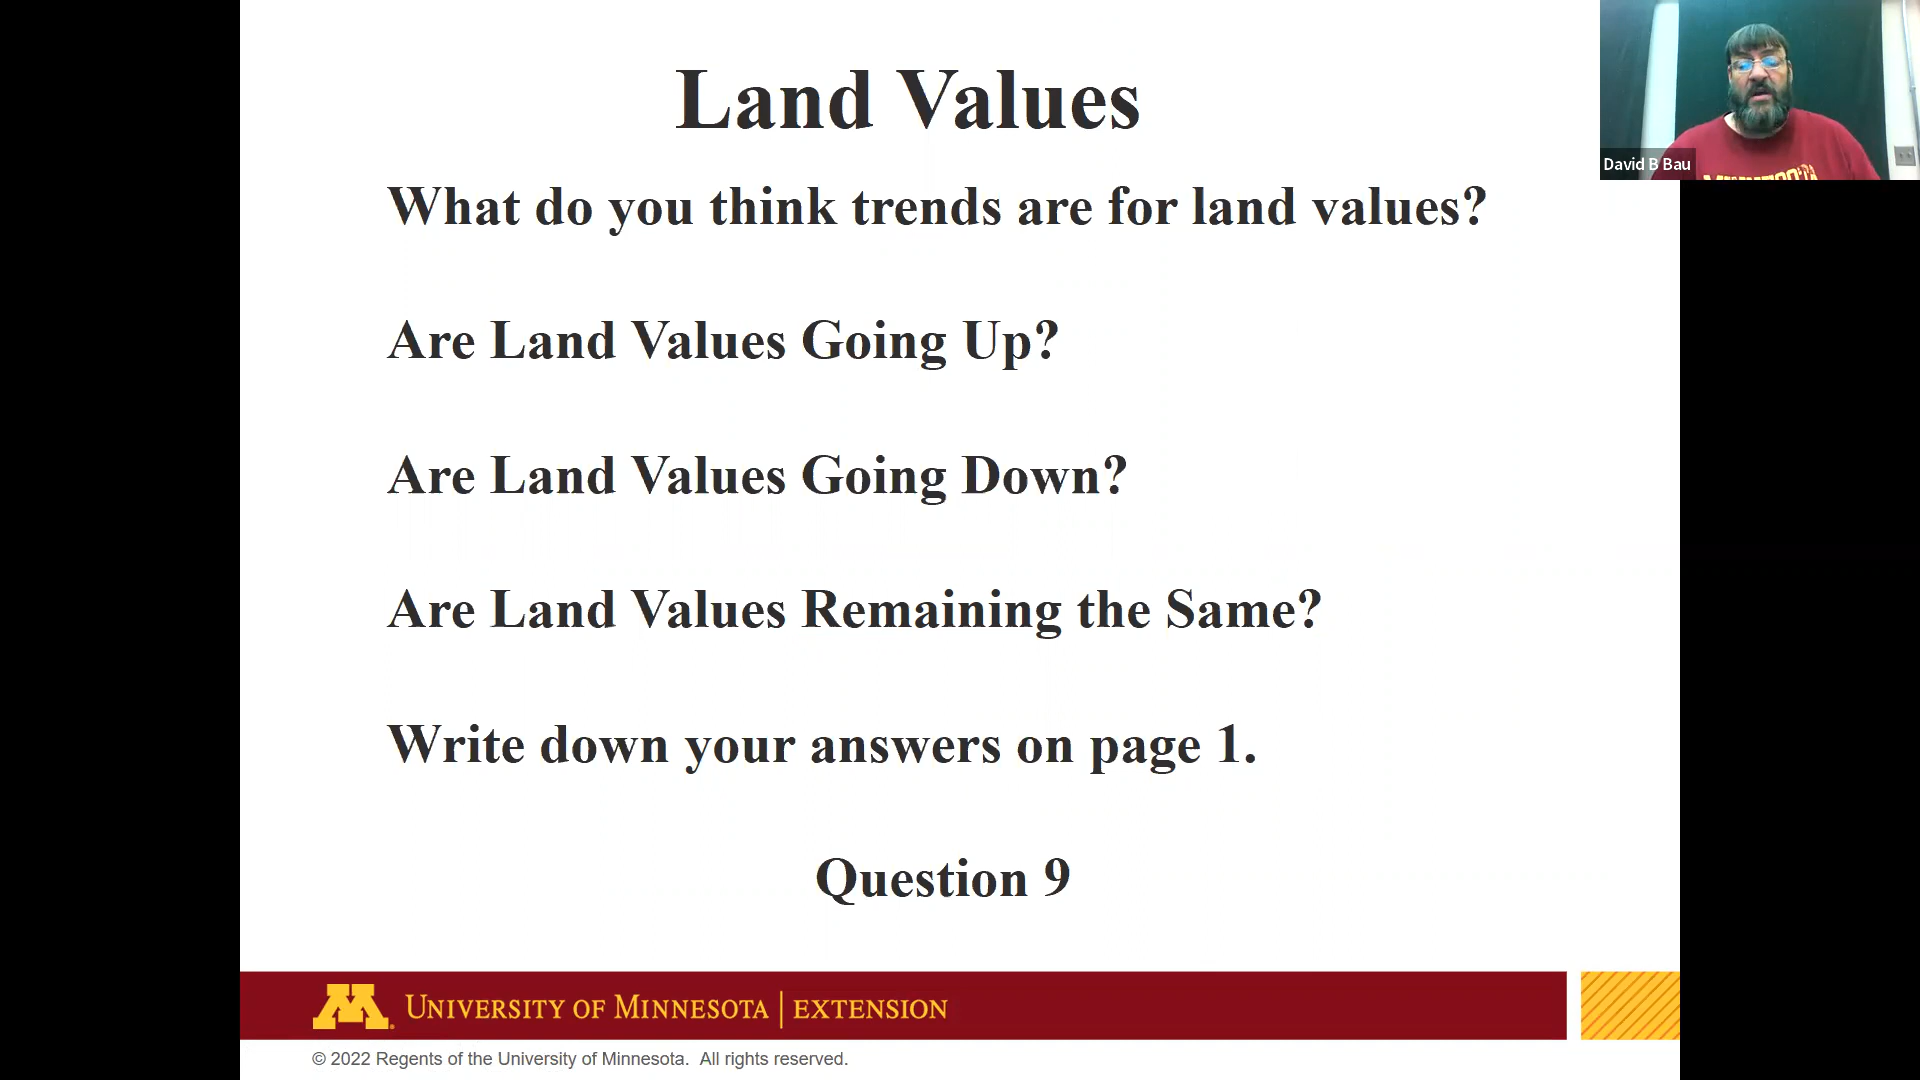 Land Values
What do you think trends are for land values?
Are Land Values Going Up?
Are Land Values Going Down?
Are Land Values Remaining the Same?
Write down your answers on page 1.
Question 9
David B Bau
MINNESOTA
UNIVERSITY OF MINNESOTA | EXTENSION
© 2022 Regents of the University of Minnesota. All rights reserved.